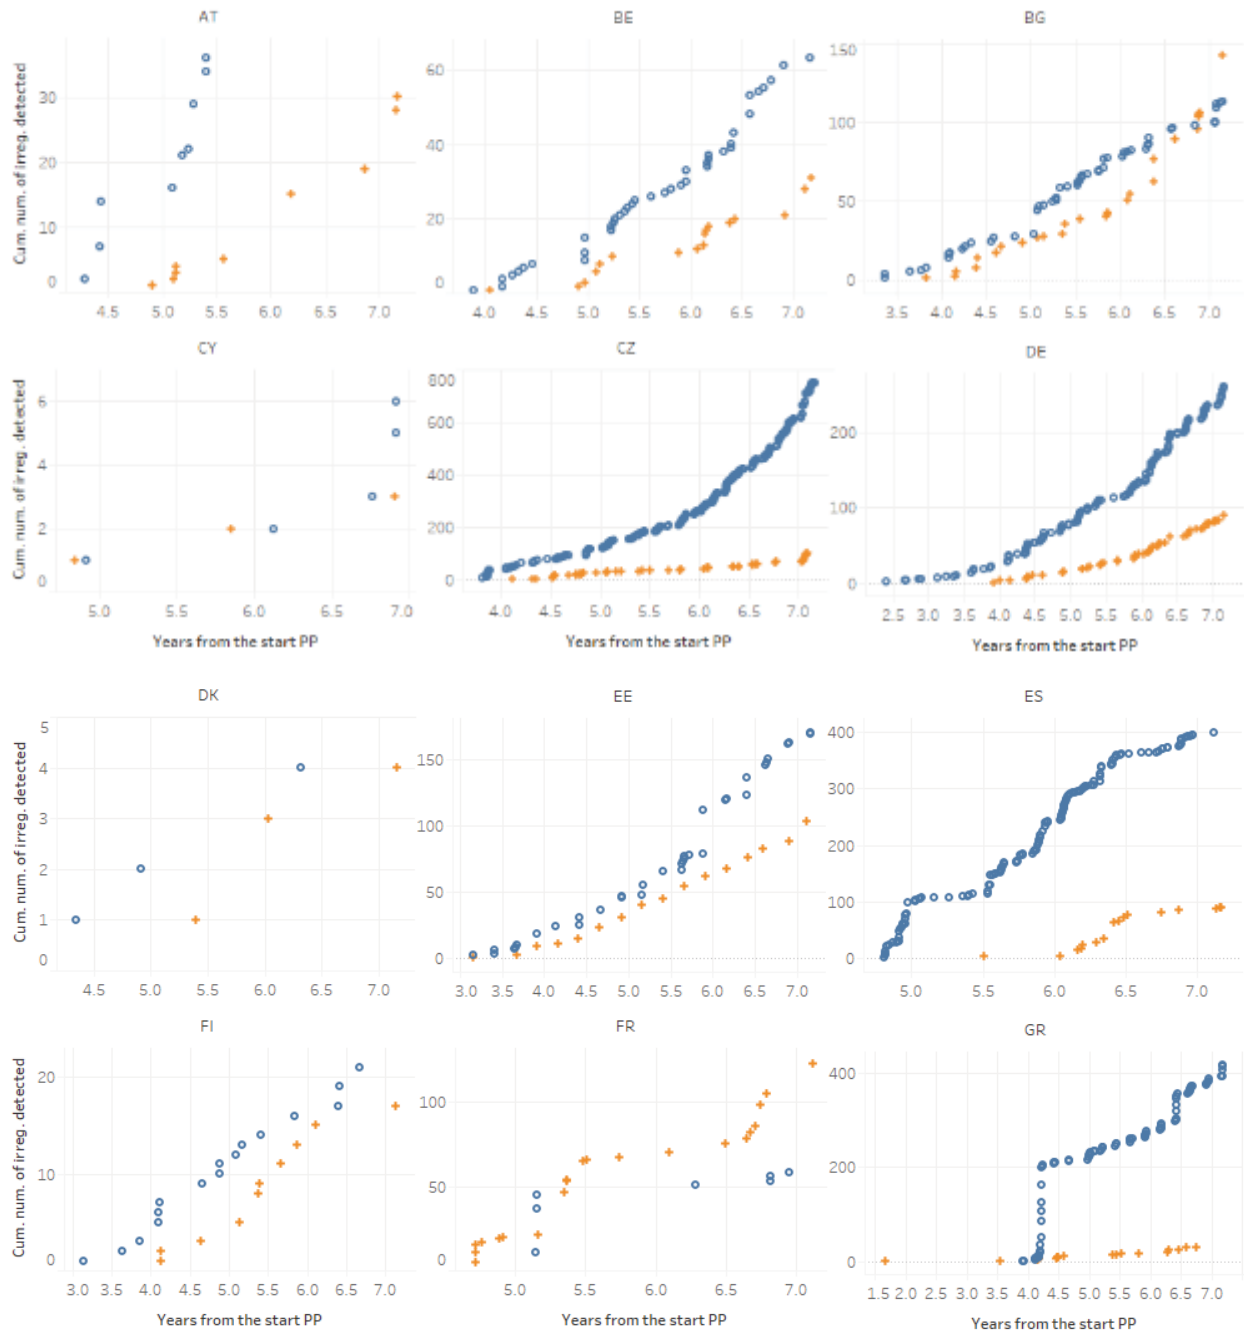 AT BE BG
Cum. num. of irreg. detected
30
20
10
0
4.5 5.0 5.5 6.0 6.5 7.0
60
40
20
0
4.0 4.5 5.0 5.5 6.0 6.5 7.0
150
100
50
0
3.5 4.0 4.5 5.0 5.5 6.0 6.5 7.0
CY CZ DE
Cum. num. of irreg. detected
6
4
2
0
5.0 5.5 6.0 6.5 7.0
Years from the start PP
800
600
400
200
0
4.0 4.5 5.0 5.5 6.0 6.5 7.0
Years from the start PP
200
100
0
2.5 3.0 3.5 4.0 4.5 5.0 5.5 6.0 6.5 7.0
Years from the start PP
DK EE ES
Cum. num. of irreg. detected
5
4
3
2
1
0
4.5 5.0 5.5 6.0 6.5 7.0
150
100
50
0
3.0 3.5 4.0 4.5 5.0 5.5 6.0 6.5 7.0
400
300
200
100
0
5.0 5.5 6.0 6.5 7.0
FI FR GR
Cum. num. of irreg. detected
20
10
0
3.0 3.5 4.0 4.5 5.0 5.5 6.0 6.5 7.0
Years from the start PP
100
50
0
5.0 5.5 6.0 6.5 7.0
Years from the start PP
400
200
0
1.5 2.0 2.5 3.0 3.5 4.0 4.5 5.0 5.5 6.0 6.5 7.0
Years from the start PP